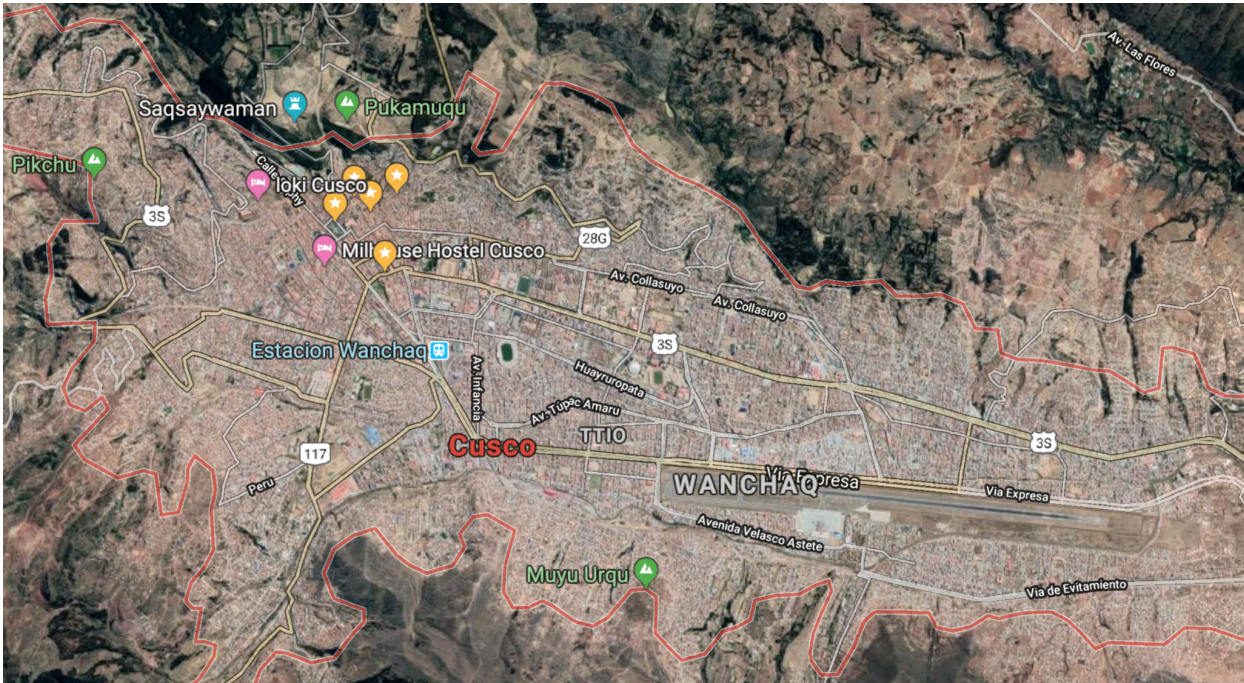 Av. Las Flores
Saqsaywaman
Pukamuqu
Pikchu
Calle
ny
loki Cusco
3S
28G
Millhouse Hostel Cusco
Av. Collasuyo
Av. Collasuyo
3S
Estacion Wanchaq
Av. Infancia
Huayruropata
Av. Túpac Amaru
TTIO
Cusco
3S
117
Peru
WANCHAQ
Via Expresa
Via Expresa
Avenida Velasco Astete
Muyu Urqu
Via de Evitamiento